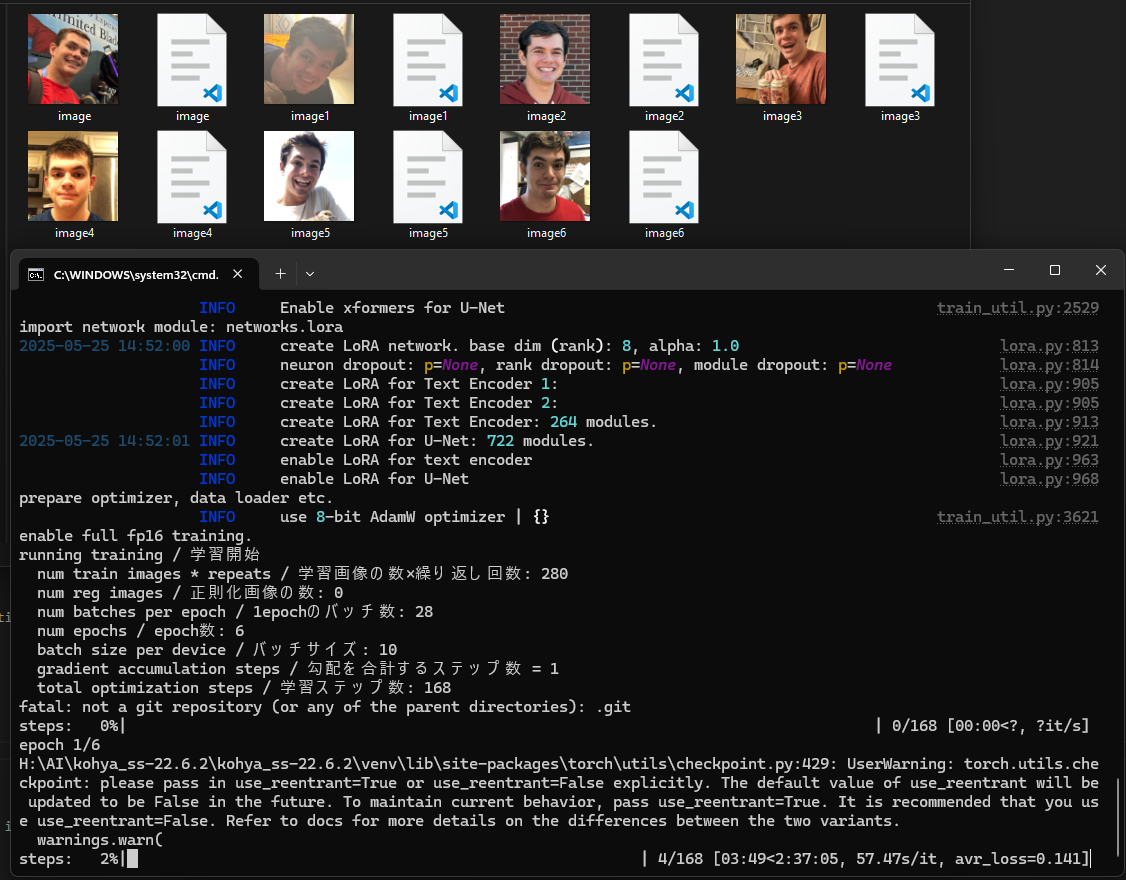 image image image1 image1 image2 image2 image3 image3
image4 image4 image5 image5 image6 image6
C:\WINDOWS\system32\cmd.
INFO Enable xformers for U-Net train_util.py:2529
import network module: networks.lora
2025-05-25 14:52:00 INFO create LoRA network. base dim (rank): 8, alpha: 1.0 lora.py:813
INFO neuron dropout: p=None, rank dropout: p=None, module dropout: p=None lora.py:814
INFO create LoRA for Text Encoder 1: lora.py:905
INFO create LoRA for Text Encoder 2: lora.py:905
INFO create LoRA for Text Encoder: 264 modules. lora.py:913
2025-05-25 14:52:01 INFO create LoRA for U-Net: 722 modules. lora.py:921
INFO enable LoRA for text encoder lora.py:963
INFO enable LoRA for U-Net lora.py:968
prepare optimizer, data loader etc.
INFO use 8-bit AdamW optimizer | {} train_util.py:3621
enable full fp16 training.
running training / 学習開始
num train images * repeats / 学習画像の数×繰り返し回数: 280
num reg images / 正則化画像の数: 0
num batches per epoch / 1epochのバッチ数: 28
num epochs / epoch数: 6
batch size per device / バッチサイズ: 10
gradient accumulation steps / 勾配を合計するステップ数 = 1
total optimization steps / 学習ステップ数: 168
fatal: not a git repository (or any of the parent directories): .git
steps: 0%| | 0/168 [00:00<?, ?it/s]
epoch 1/6
H:\AI\kohya_ss-22.6.2\kohya_ss-22.6.2\venv\lib\site-packages\torch\utils\checkpoint.py:429: UserWarning: torch.utils.che
ckpoint: please pass in use_reentrant=True or use_reentrant=False explicitly. The default value of use_reentrant will be
updated to be False in the future. To maintain current behavior, pass use_reentrant=True. It is recommended that you us
e use_reentrant=False. Refer to docs for more details on the differences between the two variants.
warnings.warn(
steps: 2%| | 4/168 [03:49<2:37:05, 57.47s/it, avr_loss=0.141]